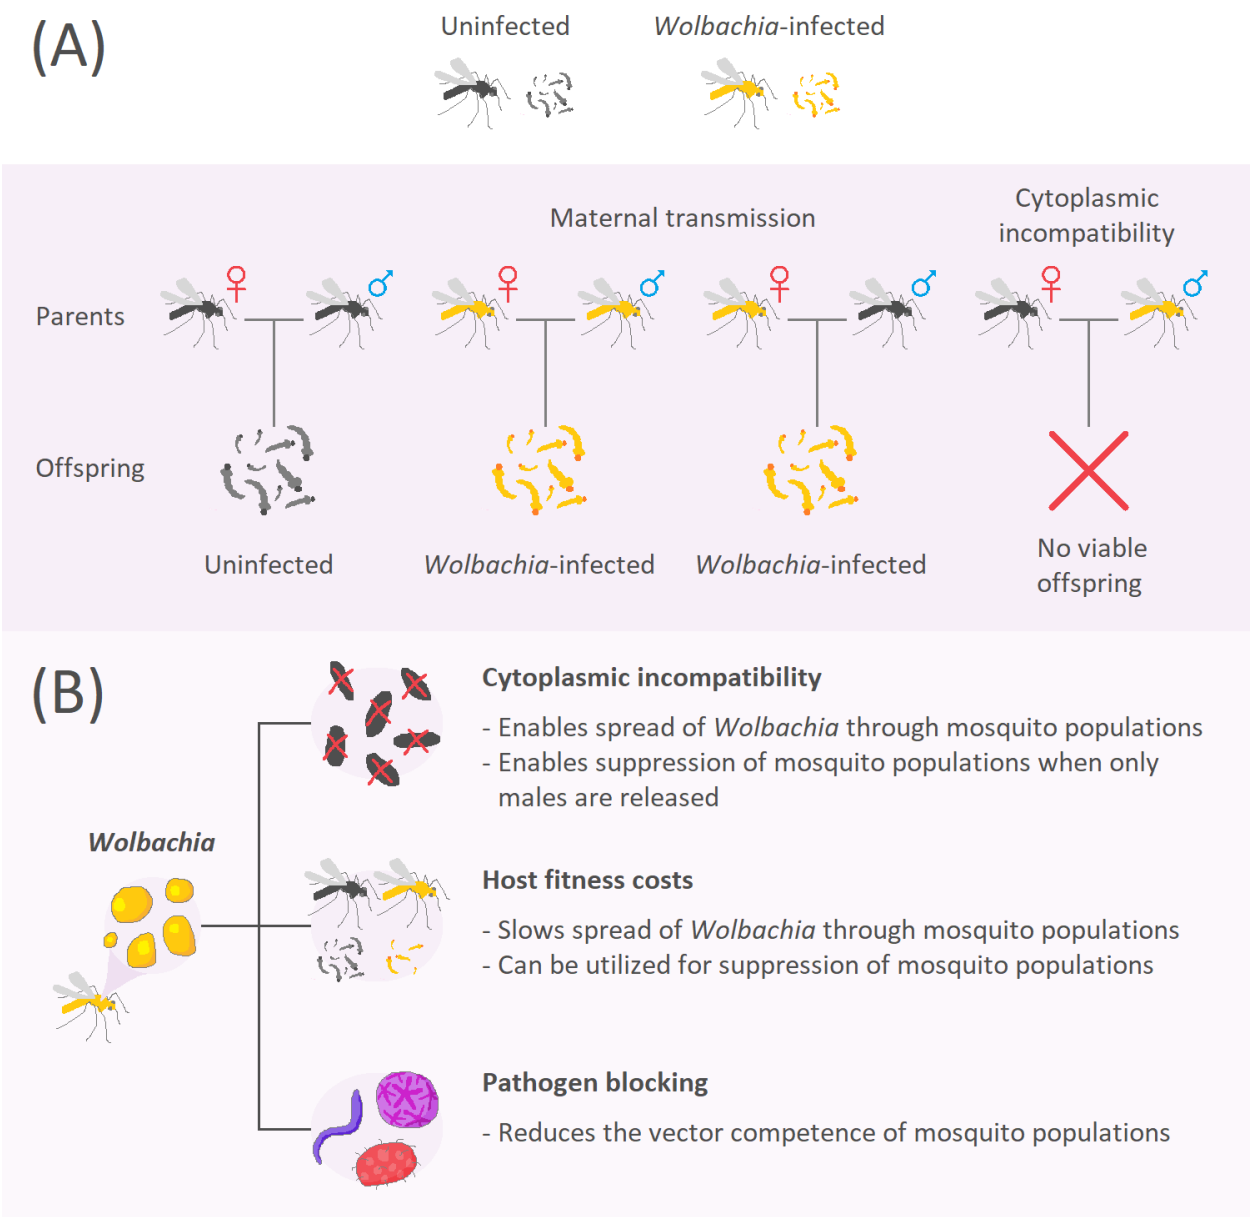 (A)
Uninfected
Wolbachia-infected
Maternal transmission
Cytoplasmic
incompatibility
Parents
Offspring
Uninfected
Wolbachia-infected
Wolbachia-infected
No viable
offspring
(B)
Wolbachia
Cytoplasmic incompatibility
- Enables spread of Wolbachia through mosquito populations
- Enables suppression of mosquito populations when only
males are released
Host fitness costs
- Slows spread of Wolbachia through mosquito populations
- Can be utilized for suppression of mosquito populations
Pathogen blocking
- Reduces the vector competence of mosquito populations